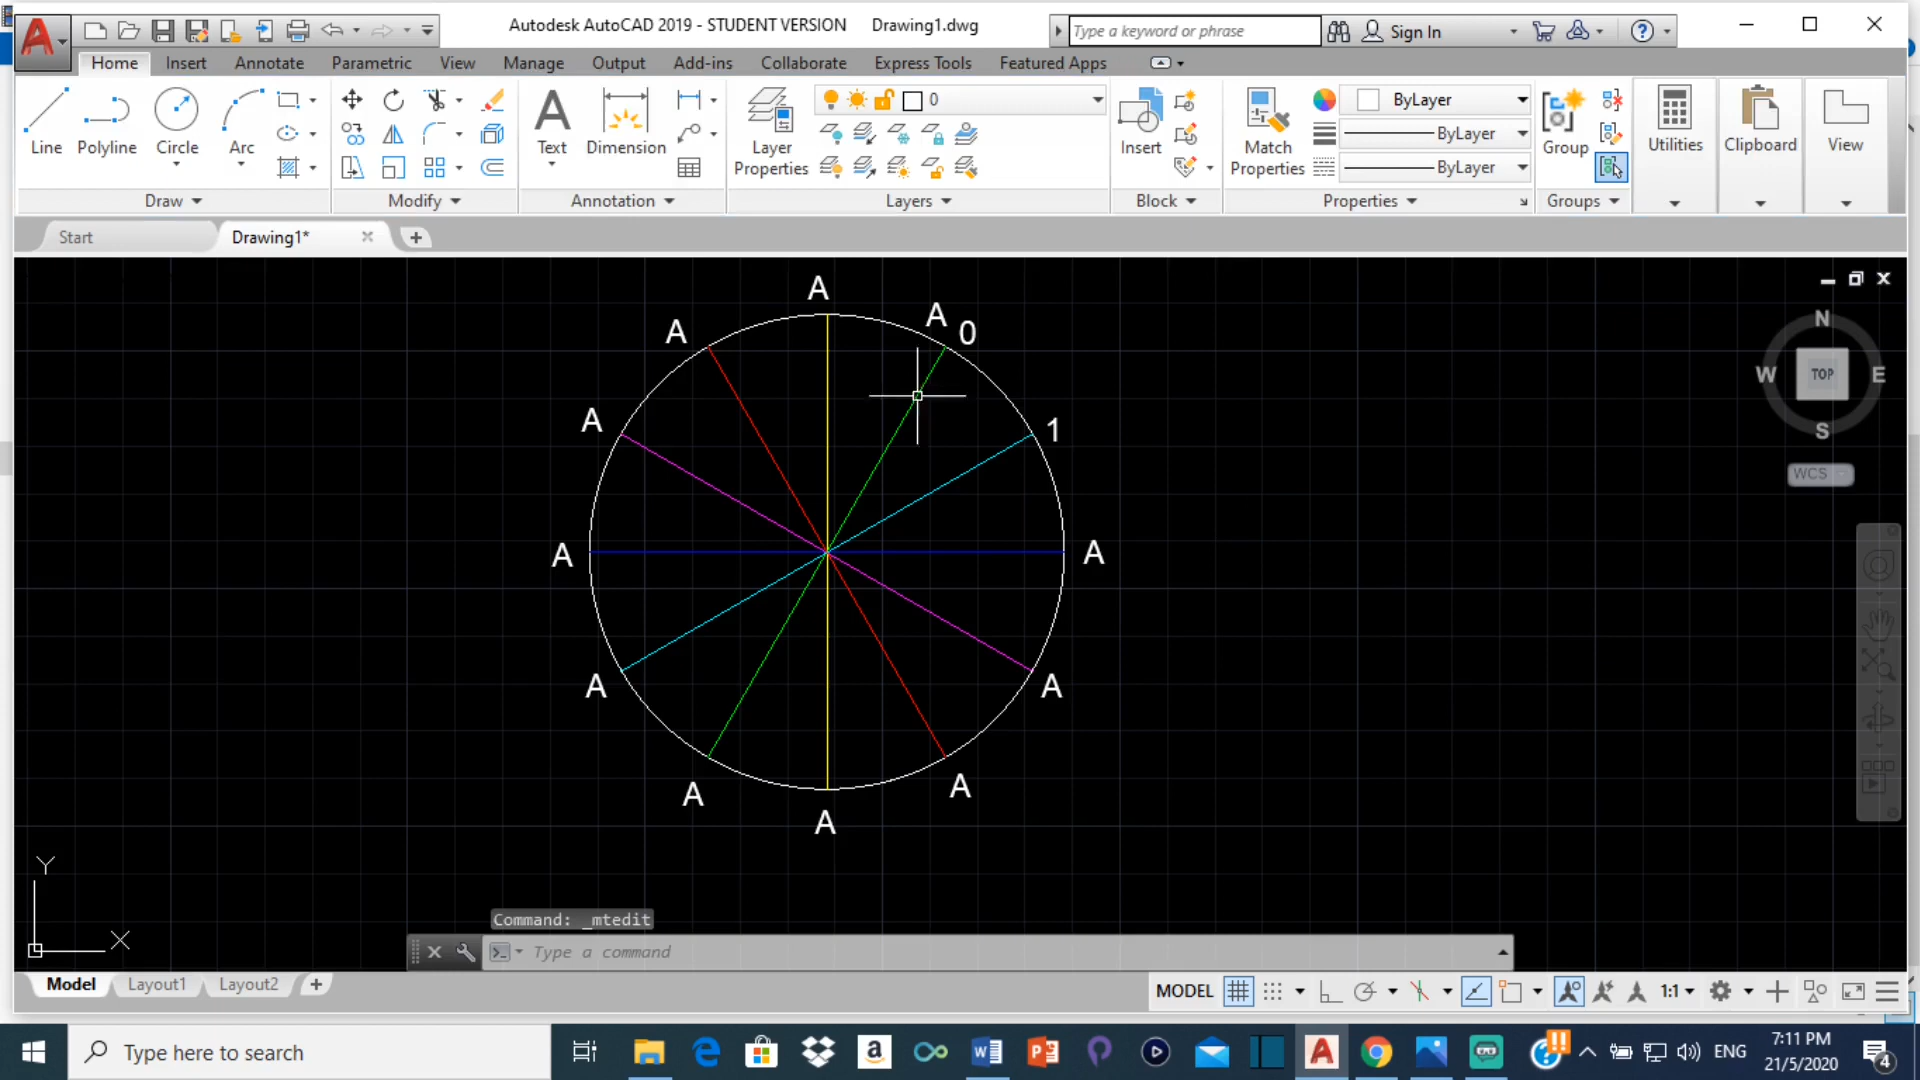 Autodesk AutoCAD 2019 - STUDENT VERSION Drawing1.dwg
Type a keyword or phrase
Sign In
Home Insert Annotate Parametric View Manage Output Add-ins Collaborate Express Tools Featured Apps
Line Polyline Circle Arc
Text Dimension
Layer Properties
0
Insert
Match Properties
ByLayer
ByLayer
ByLayer
Group
Utilities
Clipboard
View
Draw Modify Annotation Layers Block Properties Groups
Start Drawing1*
A
A
0
A
1
A
A
A
A
A
A
A
A
N
W TOP E
S
WCS
Y
X
Command: _mtedit
Type a command
Model Layout1 Layout2
MODEL 1:1
Type here to search
ENG
7:11 PM
21/5/2020
4